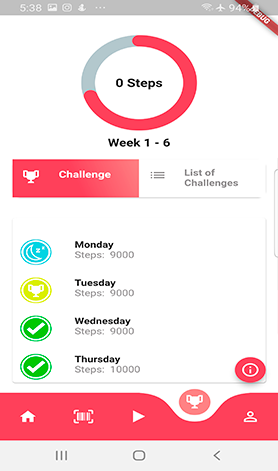 5:38
94%
DEBUG
0 Steps
Week 1 - 6
Challenge
List of
Challenges
Monday
Steps: 9000
Tuesday
Steps: 9000
Wednesday
Steps: 9000
Thursday
Steps: 10000